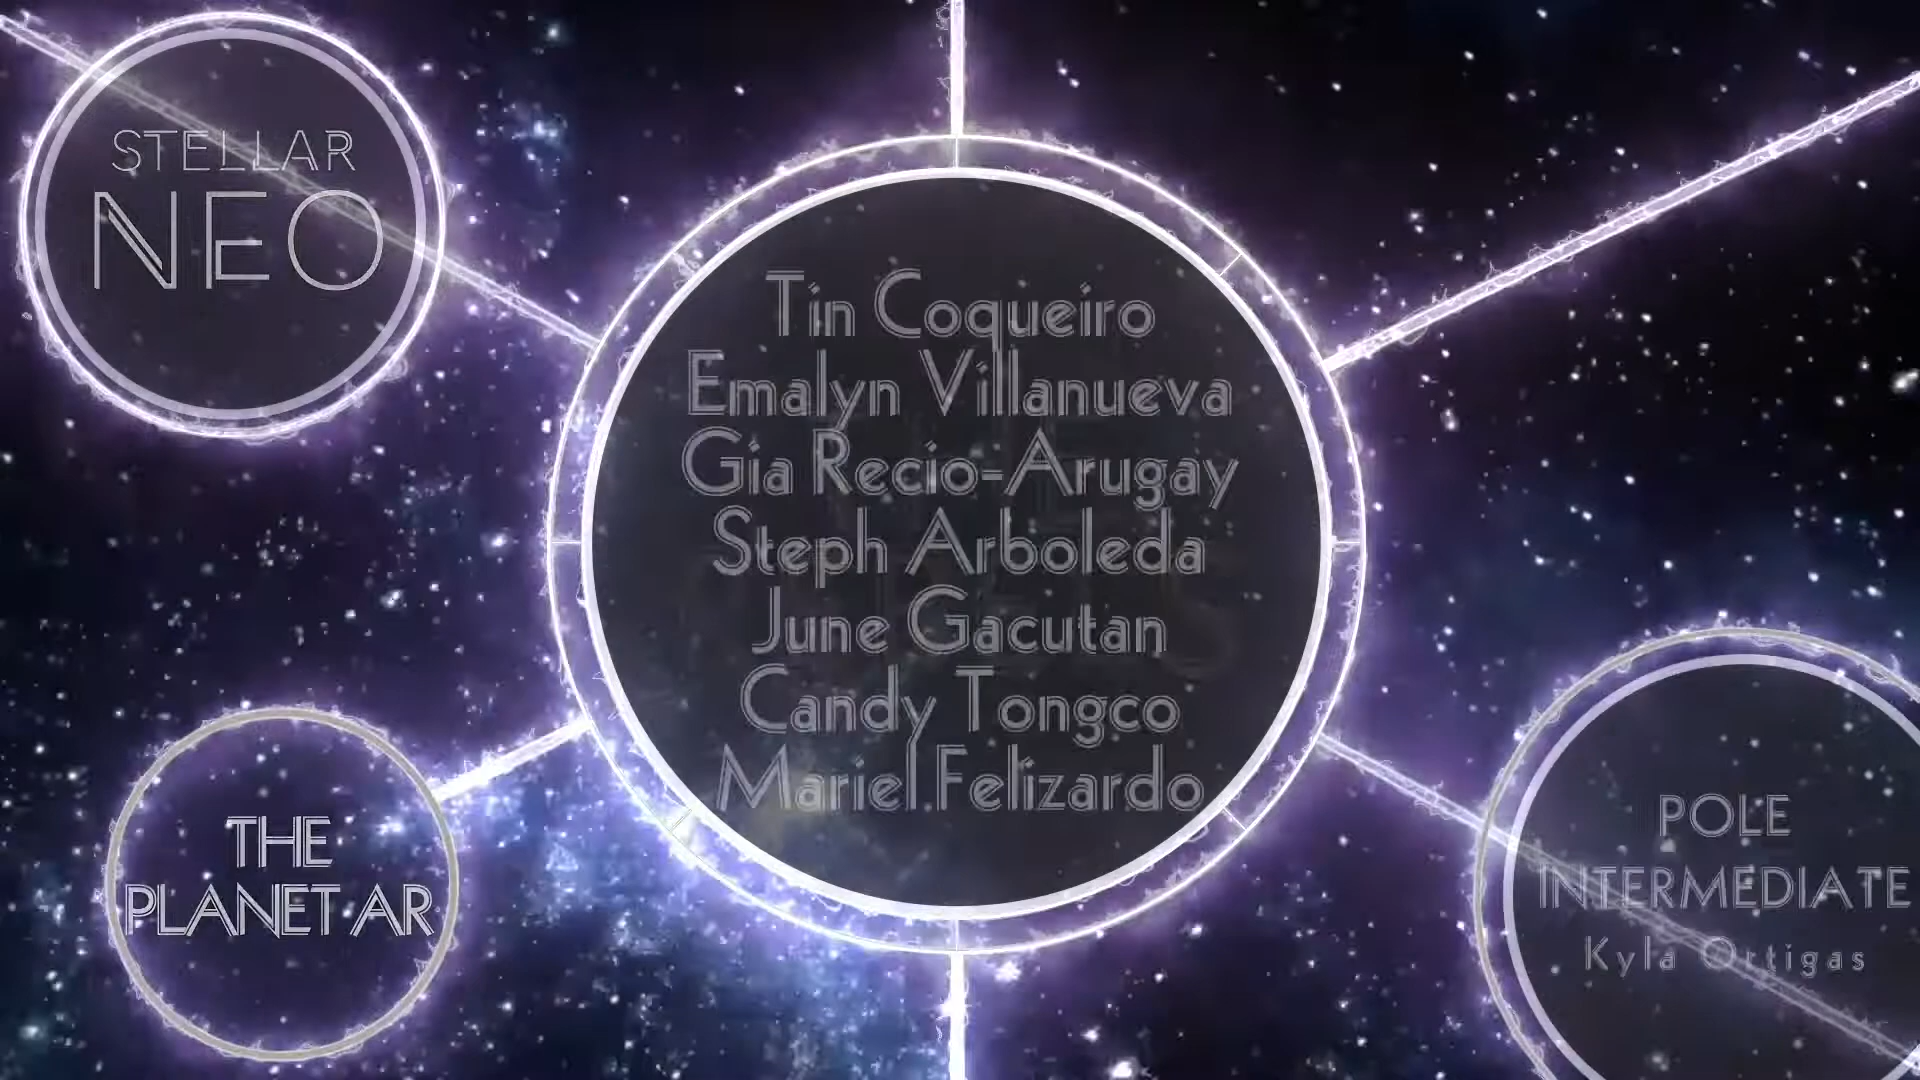 STELLAR
NEO
Tin Coqueiro
Emalyn Villanueva
Gia Recio-Arugay
Steph Arboleda
June Gacutan
Candy Tongco
Mariel Felizardo
THE
PLANETAR
POLE
INTERMEDIATE
Kyla Ortigas